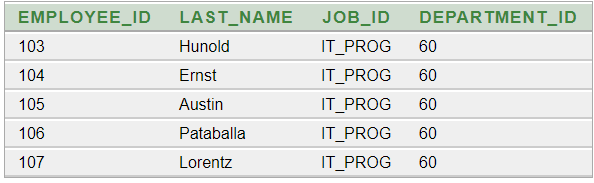 EMPLOYEE_ID LAST_NAME JOB_ID DEPARTMENT_ID
103 Hunold IT_PROG 60
104 Ernst IT_PROG 60
105 Austin IT_PROG 60
106 Pataballa IT_PROG 60
107 Lorentz IT_PROG 60